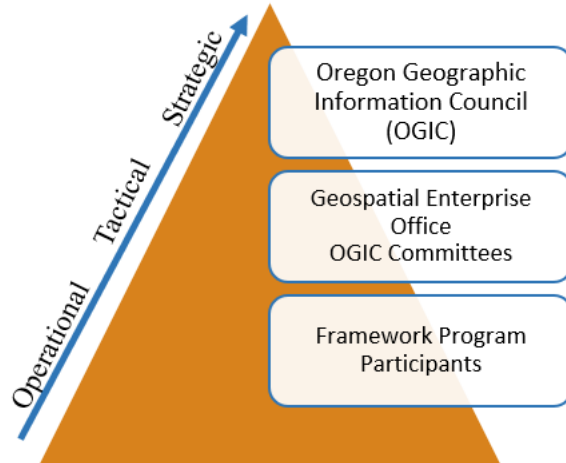 Strategic
Tactical
Operational
Oregon Geographic
Information Council
(OGIC)
Geospatial Enterprise
Office
OGIC Committees
Framework Program
Participants